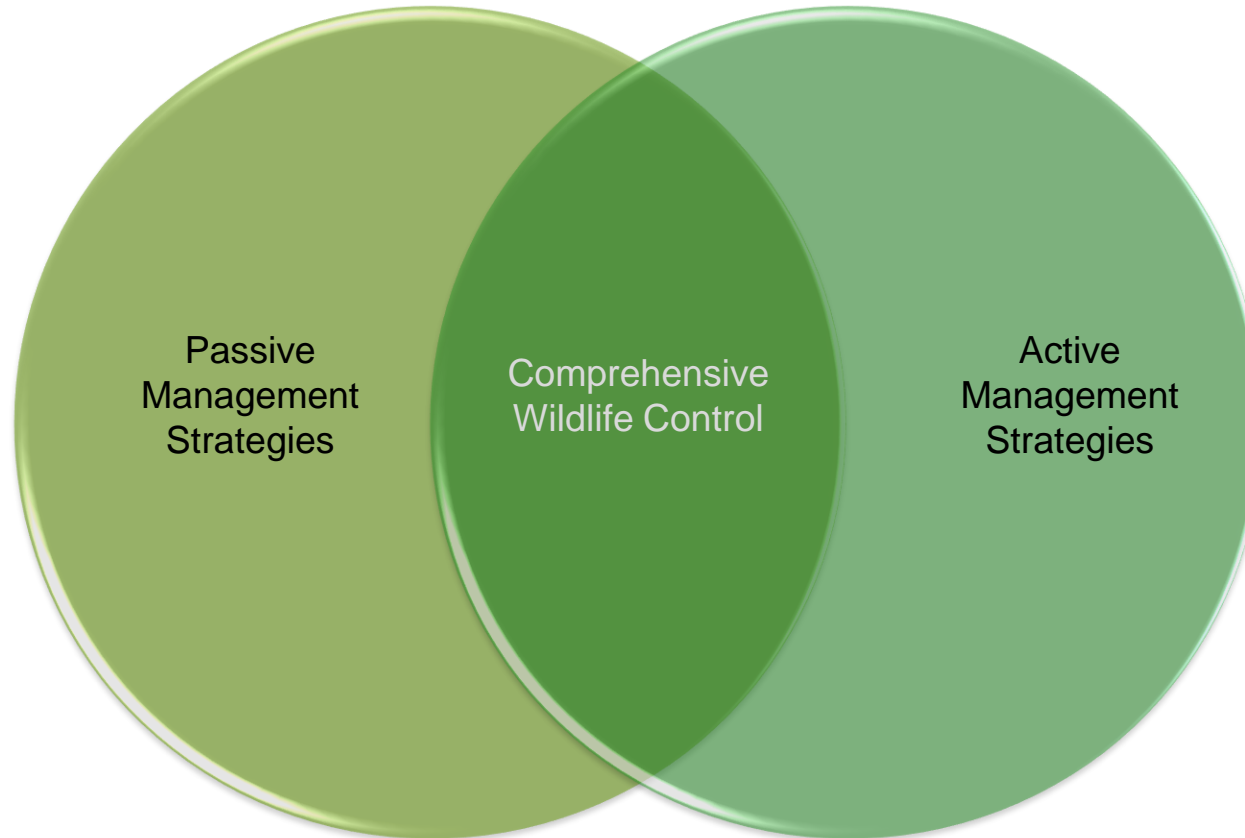 Passive
Management
Strategies
Comprehensive
Wildlife Control
Active
Management
Strategies